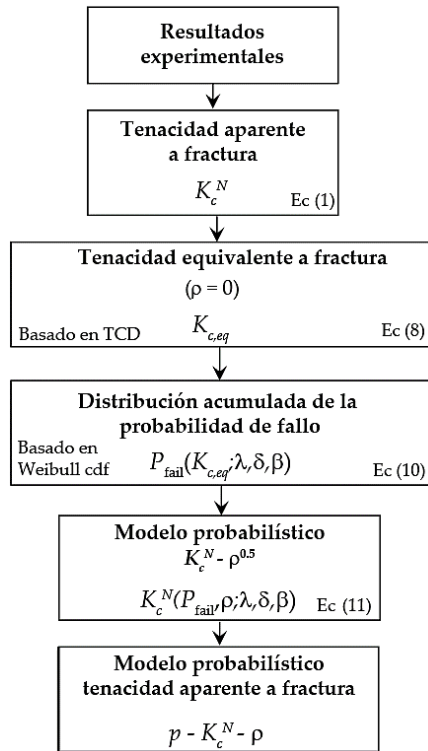 Resultados
experimentales
Tenacidad aparente
a fractura
K_c^N
Ec (1)
Tenacidad equivalente a fractura
(ρ = 0)
Basado en TCD
K_{c,eq}
Ec (8)
Distribución acumulada de la
probabilidad de fallo
Basado en
Weibull cdf
P_fail(K_{c,eq};λ,δ,β)
Ec (10)
Modelo probabilístico
K_c^N - ρ^0.5
K_c^N(P_fail,ρ;λ,δ,β)
Ec (11)
Modelo probabilístico
tenacidad aparente a fractura
p - K_c^N - ρ